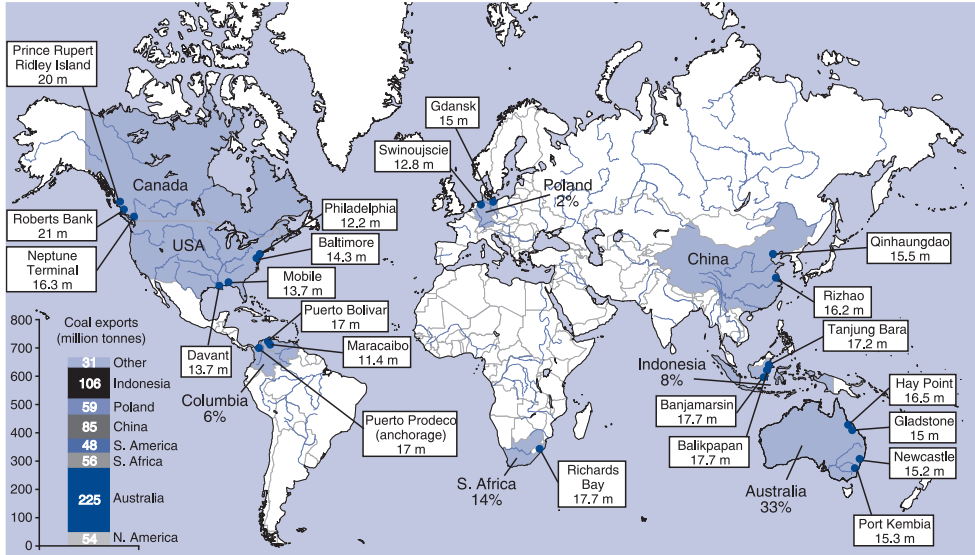 Prince Rupert
Ridley Island
20 m
Roberts Bank
21 m
Neptune
Terminal
16.3 m
Canada
USA
Philadelphia
12.2 m
Baltimore
14.3 m
Mobile
13.7 m
Davant
13.7 m
Puerto Bolivar
17 m
Maracaibo
11.4 m
Columbia
6%
Puerto Prodeco
(anchorage)
17 m
Gdansk
15 m
Swinoujscie
12.8 m
Poland
2%
S. Africa
14%
Richards
Bay
17.7 m
China
Qinhaungdao
15.5 m
Rizhao
16.2 m
Tanjung Bara
17.2 m
Indonesia
8%
Banjamarsin
17.7 m
Balikpapan
17.7 m
Hay Point
16.5 m
Gladstone
15 m
Newcastle
15.2 m
Port Kembia
15.3 m
Australia
33%
Coal exports
(million tonnes)
800
700
600
500
400
300
200
100
0
31 Other
106 Indonesia
59 Poland
85 China
48 S. America
56 S. Africa
225 Australia
54 N. America